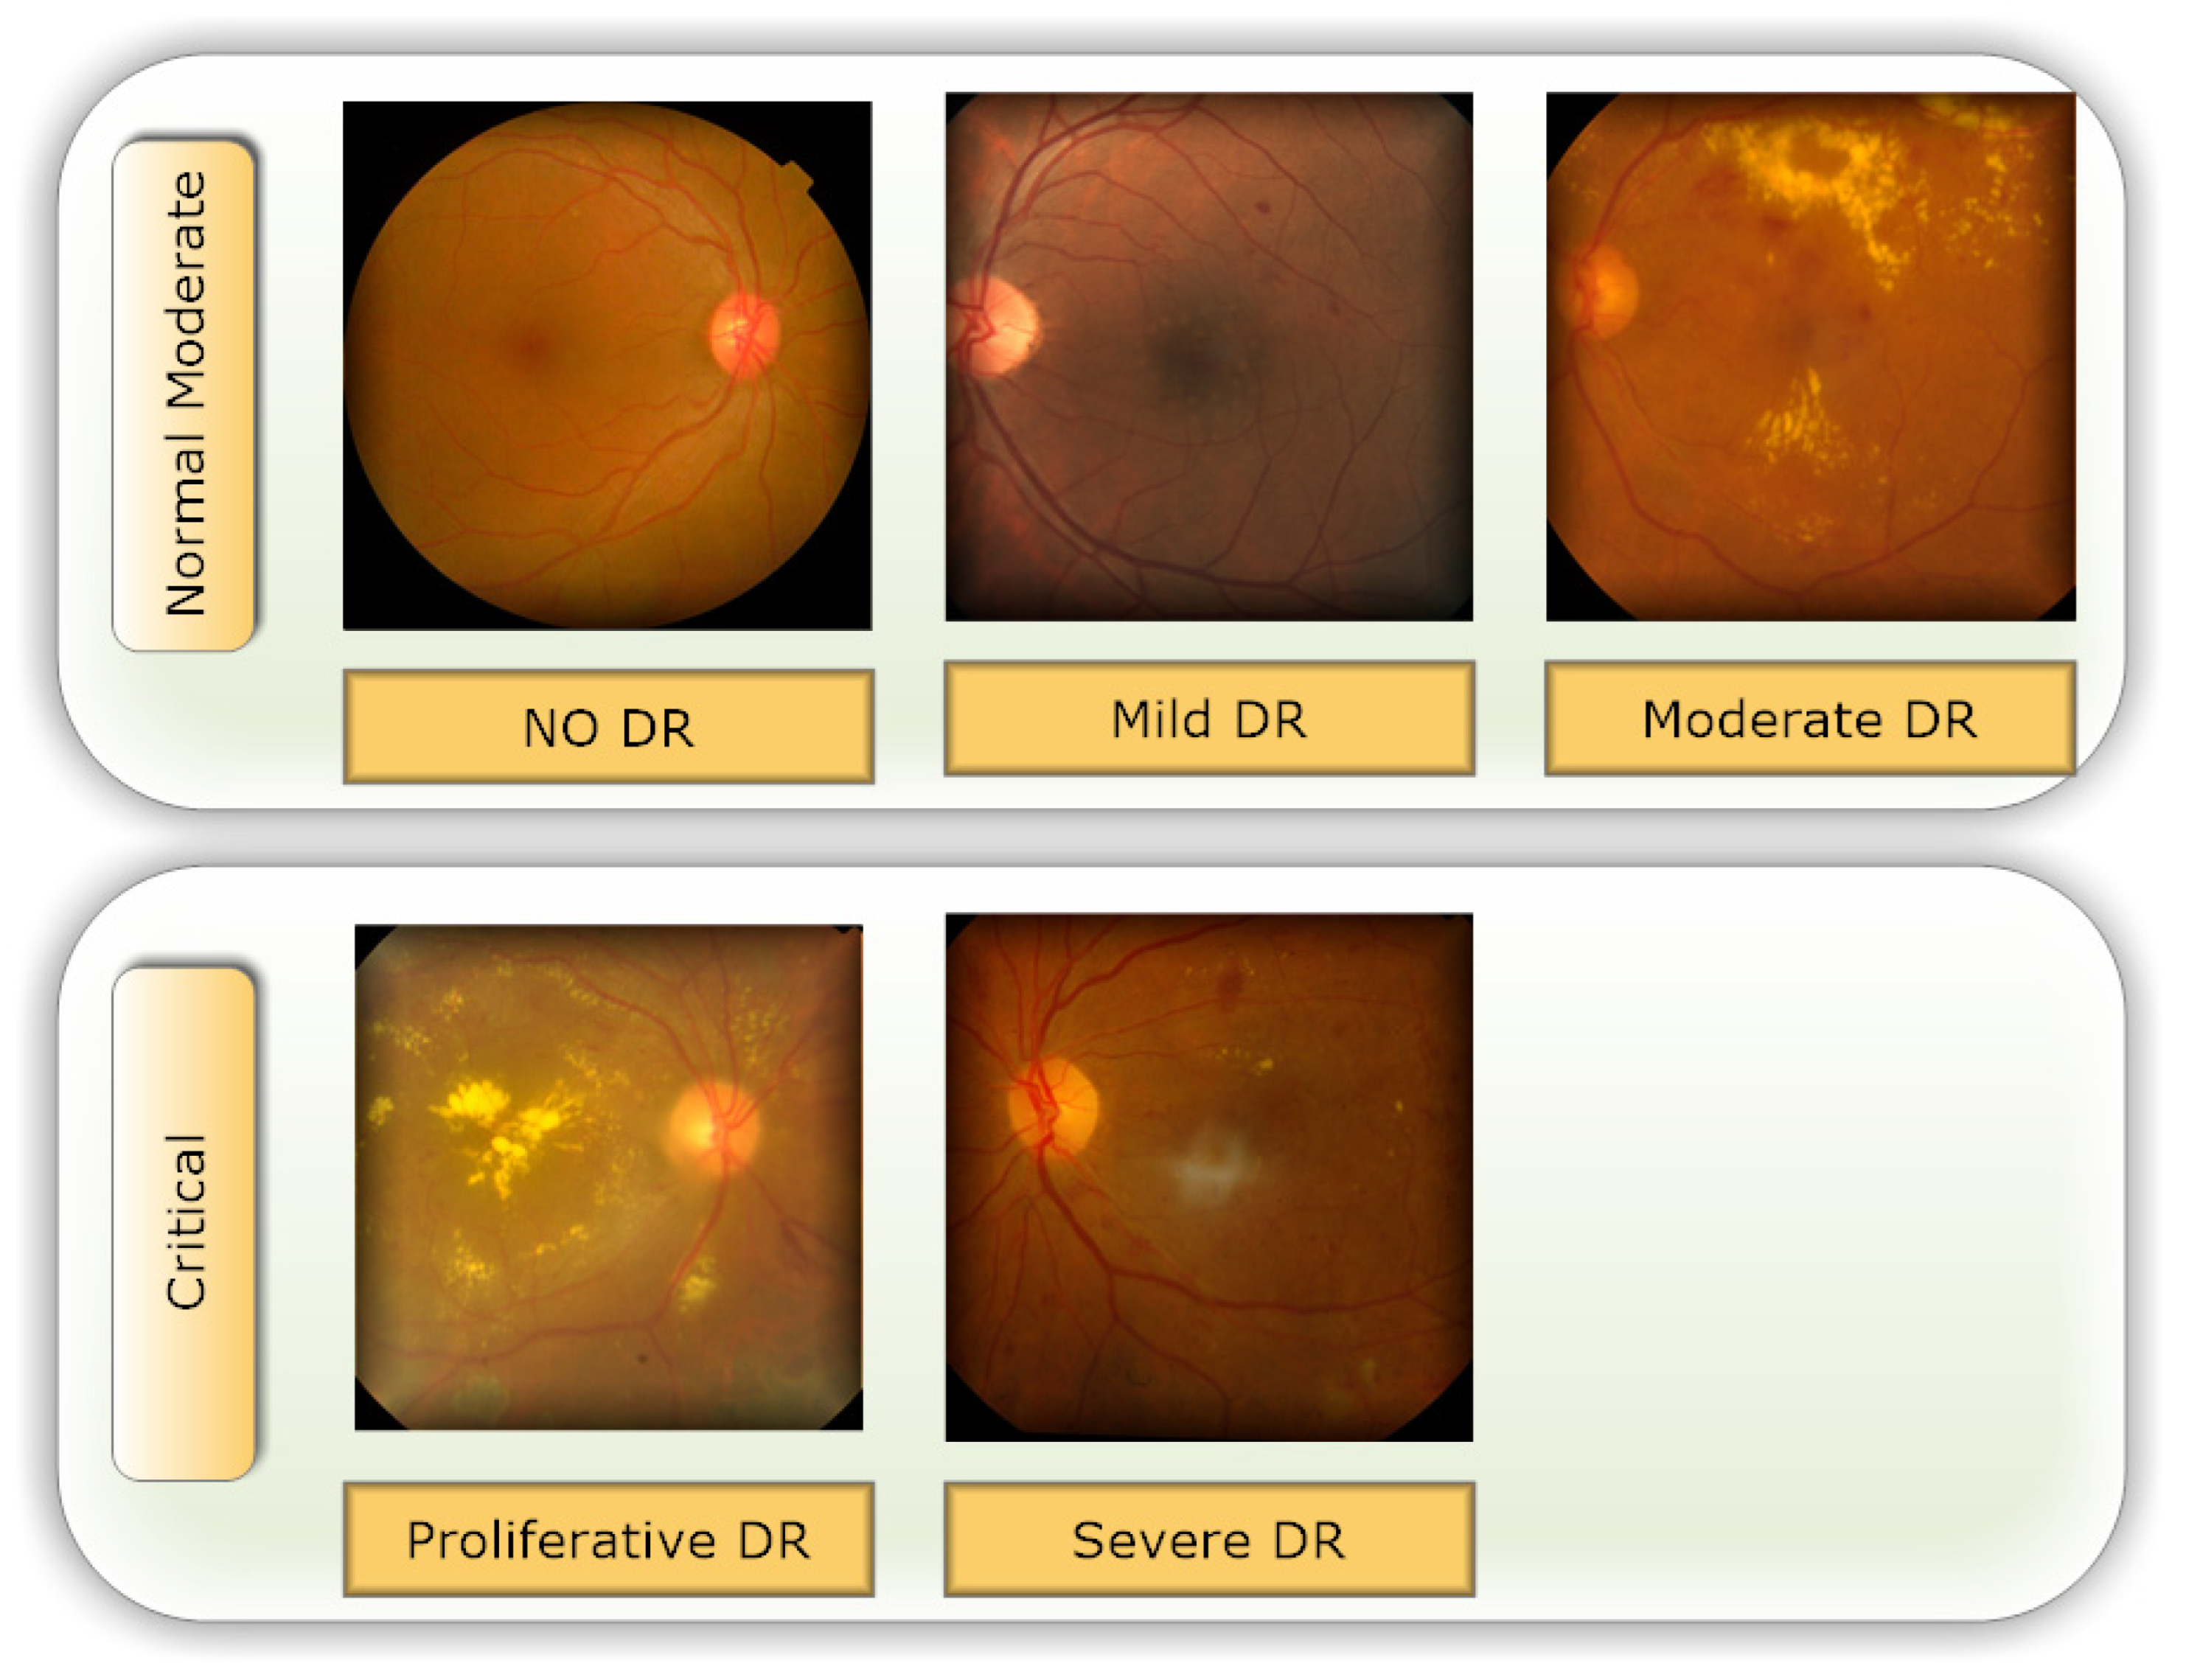 Normal Moderate
NO DR
Mild DR
Moderate DR
Critical
Proliferative DR
Severe DR